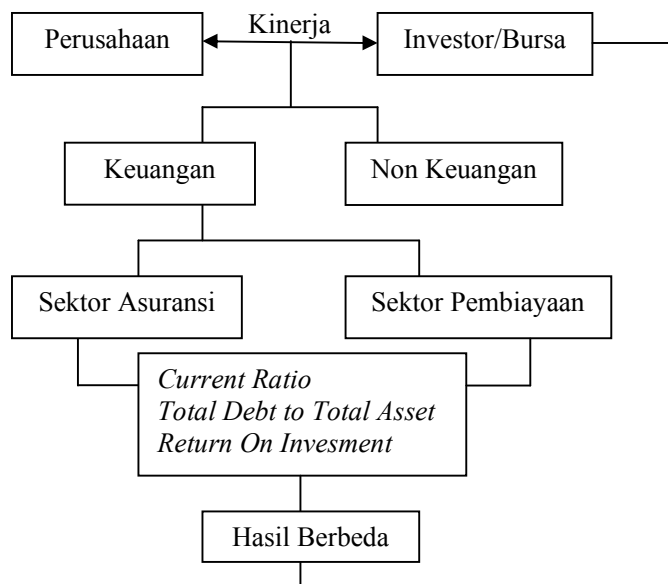 Perusahaan
Kinerja
Investor/Bursa
Keuangan
Non Keuangan
Sektor Asuransi
Sektor Pembiayaan
Current Ratio
Total Debt to Total Asset
Return On Invesment
Hasil Berbeda